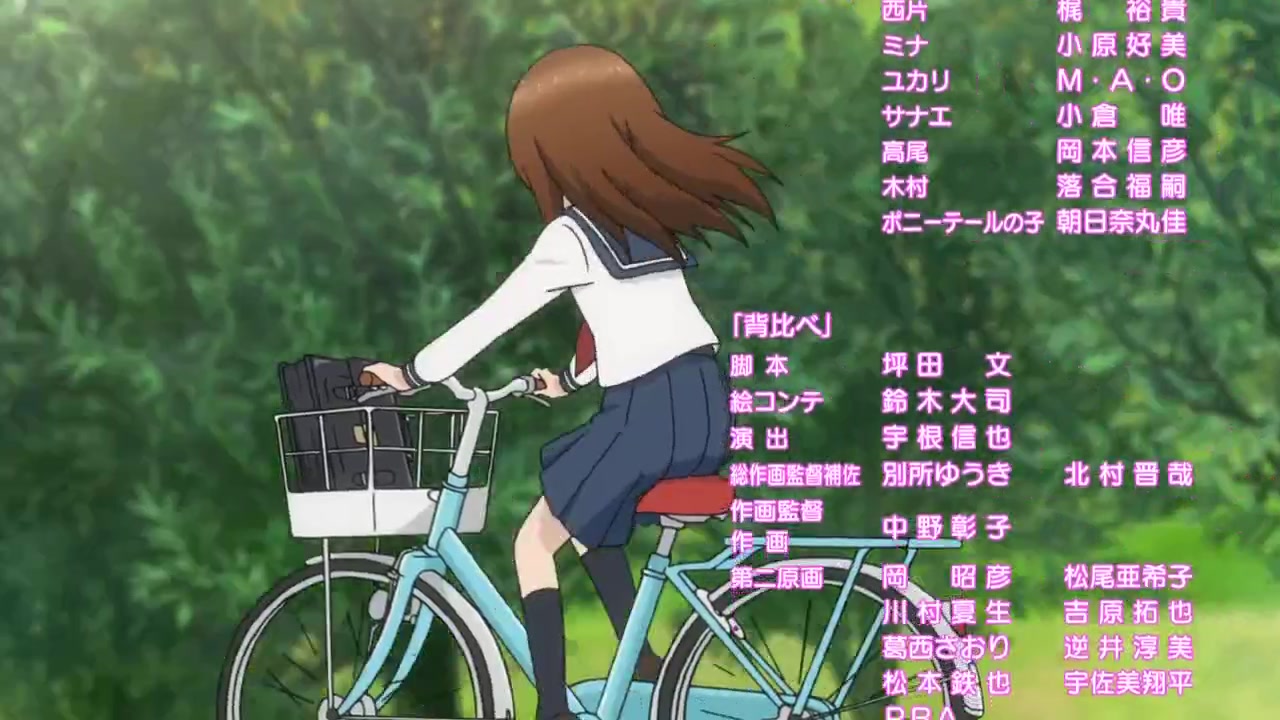 西片 梶 裕貴
ミナ 小原好美
ユカリ M・A・O
サナエ 小倉 唯
高尾 岡本信彦
木村 落合福嗣
ポニーテールの子 朝日奈丸佳
「背比べ」
脚本 坪田 文
絵コンテ 鈴木大司
演出 宇根信也
総作画監督補佐 別所ゆうき 北村晋哉
作画監督
作画 中野彰子
第二原画 岡 昭彦 松尾亜希子
川村夏生 吉原拓也
葛西さおり 逆井淳美
松本鉄也 宇佐美翔平